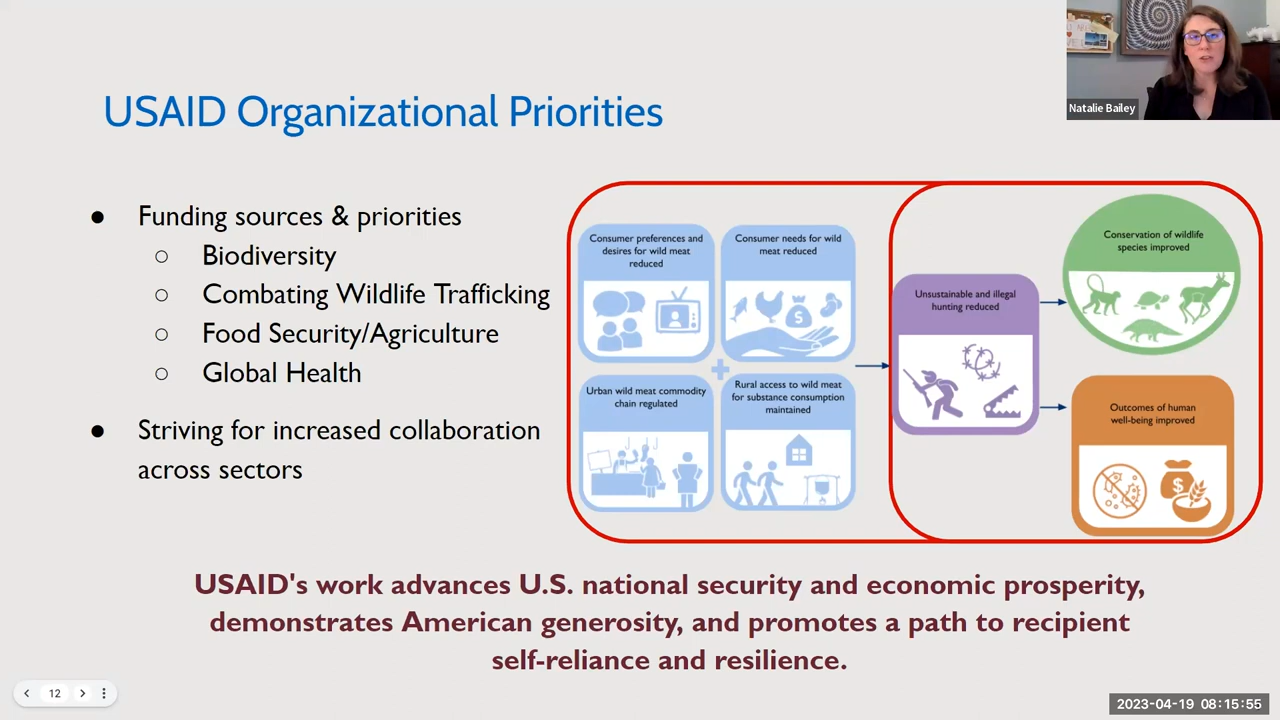 Natalie Bailey
USAID Organizational Priorities
● Funding sources & priorities
○ Biodiversity
○ Combating Wildlife Trafficking
○ Food Security/Agriculture
○ Global Health
● Striving for increased collaboration
across sectors
Consumer preferences and
desires for wild meat
reduced
Consumer needs for wild
meat reduced
Urban wild meat commodity
chain regulated
Rural access to wild meat
for substance consumption
maintained
Unsustainable and illegal
hunting reduced
Conservation of wildlife
species improved
Outcomes of human
well-being improved
USAID's work advances U.S. national security and economic prosperity,
demonstrates American generosity, and promotes a path to recipient
self-reliance and resilience.
12
2023-04-19 08:15:55